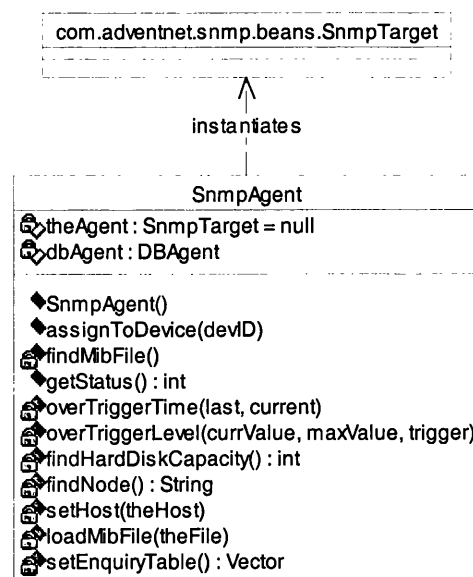 com.adventnet.snmp.beans.SnmpTarget
instantiates
SnmpAgent
theAgent : SnmpTarget = null
dbAgent : DBAgent
SnmpAgent()
assignToDevice(devID)
findMibFile()
getStatus() : int
overTriggerTime(last, current)
overTriggerLevel(currValue, maxValue, trigger)
findHardDiskCapacity() : int
findNode() : String
setHost(theHost)
loadMibFile(theFile)
setEnquiryTable() : Vector